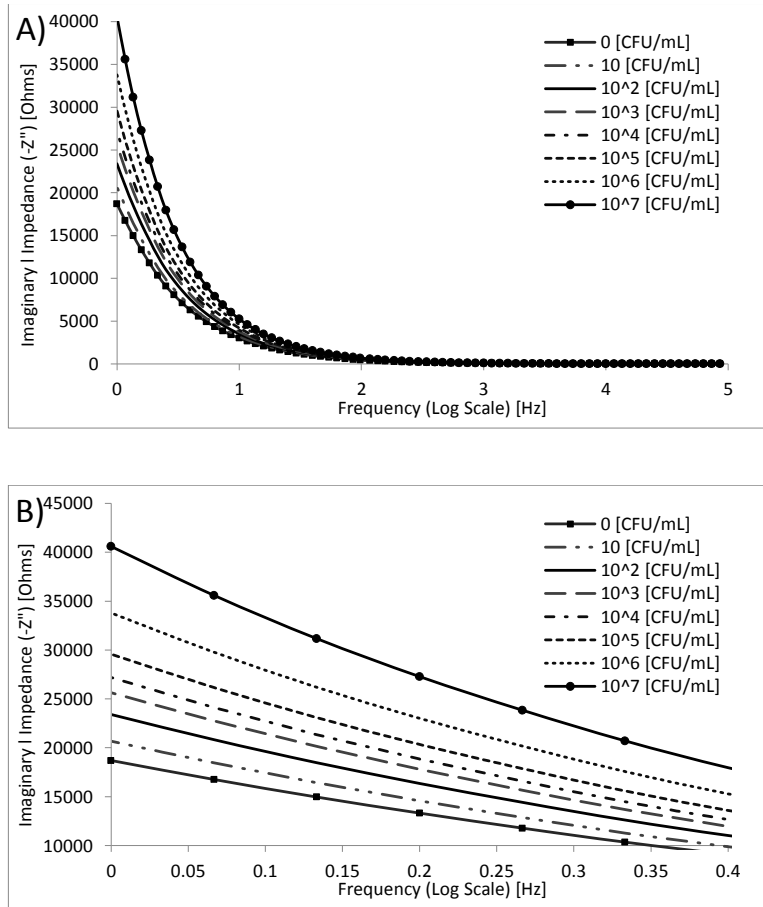 A)
Imaginary I Impedance (-Z'') [Ohms]
40000
35000
30000
25000
20000
15000
10000
5000
0
0 1 2 3 4 5
Frequency (Log Scale) [Hz]
0 [CFU/mL]
10 [CFU/mL]
10^2 [CFU/mL]
10^3 [CFU/mL]
10^4 [CFU/mL]
10^5 [CFU/mL]
10^6 [CFU/mL]
10^7 [CFU/mL]
B)
Imaginary I Impedance (-Z'') [Ohms]
45000
40000
35000
30000
25000
20000
15000
10000
0 0.05 0.1 0.15 0.2 0.25 0.3 0.35 0.4
Frequency (Log Scale) [Hz]
0 [CFU/mL]
10 [CFU/mL]
10^2 [CFU/mL]
10^3 [CFU/mL]
10^4 [CFU/mL]
10^5 [CFU/mL]
10^6 [CFU/mL]
10^7 [CFU/mL]